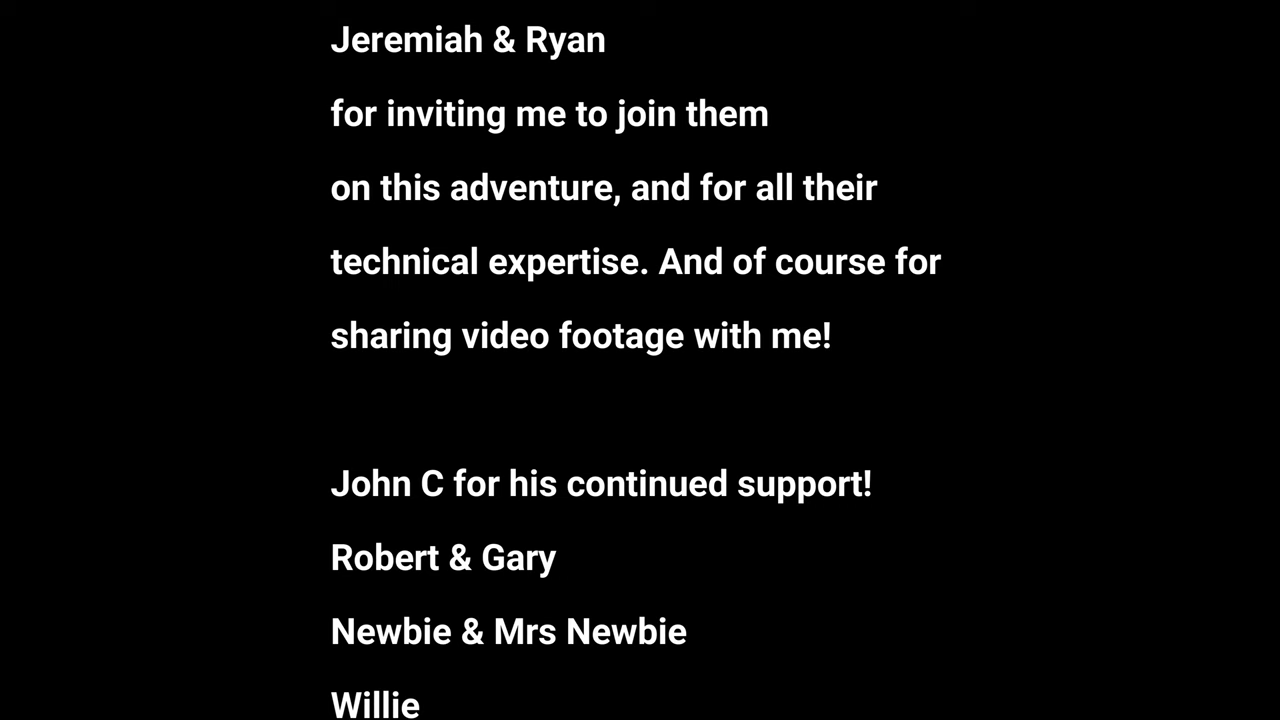 Jeremiah & Ryan
for inviting me to join them
on this adventure, and for all their
technical expertise. And of course for
sharing video footage with me!
John C for his continued support!
Robert & Gary
Newbie & Mrs Newbie
Willie